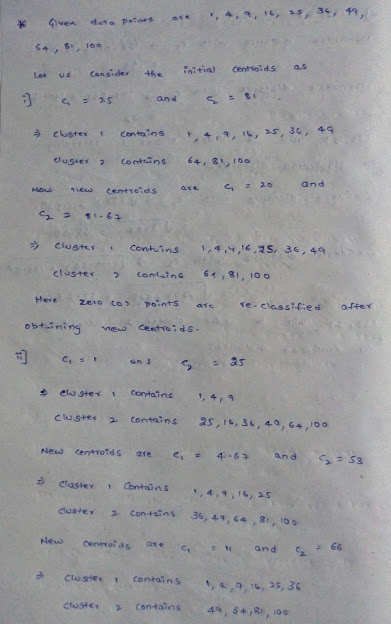 * Given data points are 1, 4, 9, 16, 25, 36, 49,
64, 81, 100
Let us consider the initial centroids as
i] C₁ = 25 and C₂ = 81.
⇒ cluster 1 contains 1, 4, 9, 16, 25, 36, 49
cluster 2 contains 64, 81, 100
Now new centroids are C₁ = 20 and
C₂ = 81.67
⇒ cluster 1 contains 1, 4, 9, 16, 25, 36, 49
cluster 2 contains 64, 81, 100
Here zero (0) points are re-classified after
obtaining new centroids.
ii] C₁ = 1 and C₂ = 25
⇒ cluster 1 contains 1, 4, 9
cluster 2 contains 25, 16, 36, 49, 64, 100
New centroids are C₁ = 4.67 and C₂ = 53
⇒ cluster 1 contains 1, 4, 9, 16, 25
cluster 2 contains 36, 49, 64, 81, 100
New centroids are C₁ = 11 and C₂ = 66
⇒ cluster 1 contains 1, 4, 9, 16, 25, 36
cluster 2 contains 49, 64, 81, 100